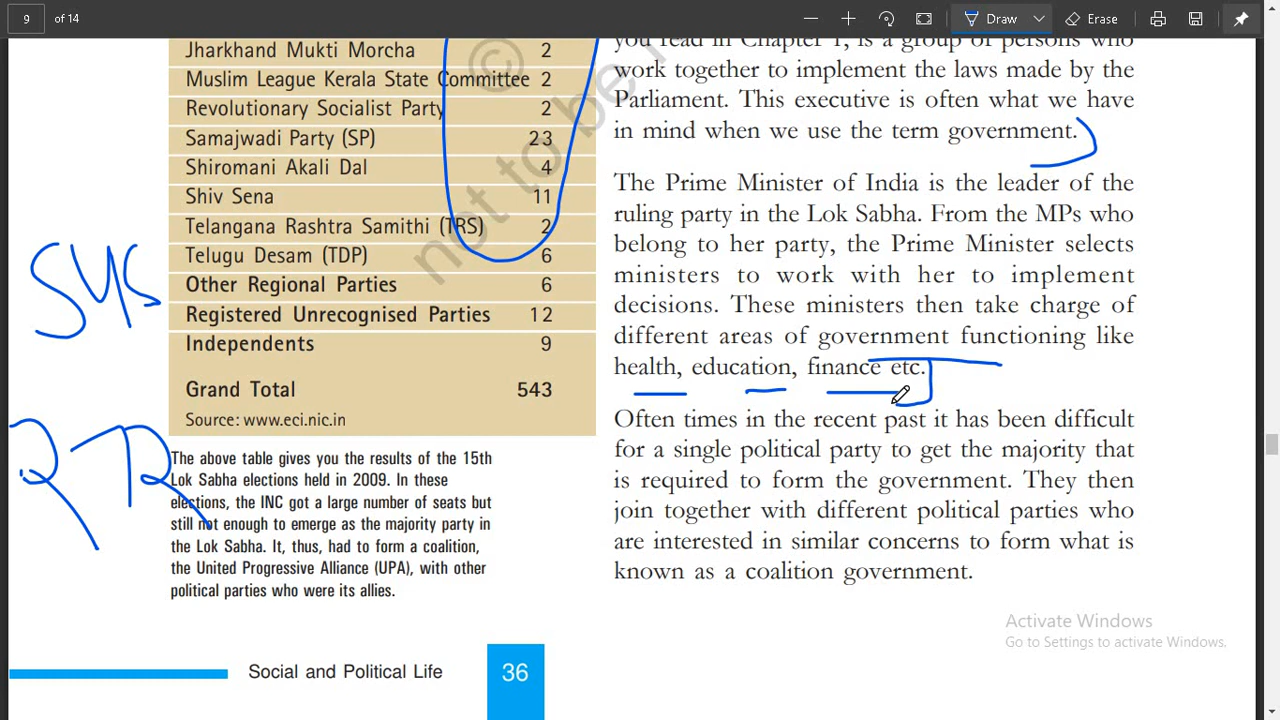 9 of 14
Draw
Erase
Jharkhand Mukti Morcha 2
Muslim League Kerala State Committee 2
Revolutionary Socialist Party 2
Samajwadi Party (SP) 23
Shiromani Akali Dal 4
Shiv Sena 11
Telangana Rashtra Samithi (TRS) 2
Telugu Desam (TDP) 6
Other Regional Parties 6
Registered Unrecognised Parties 12
Independents 9
Grand Total 543
Source: www.eci.nic.in
The above table gives you the results of the 15th
Lok Sabha elections held in 2009. In these
elections, the INC got a large number of seats but
still not enough to emerge as the majority party in
the Lok Sabha. It, thus, had to form a coalition,
the United Progressive Alliance (UPA), with other
political parties who were its allies.
you read in Chapter 1, is a group of persons who
work together to implement the laws made by the
Parliament. This executive is often what we have
in mind when we use the term government.
The Prime Minister of India is the leader of the
ruling party in the Lok Sabha. From the MPs who
belong to her party, the Prime Minister selects
ministers to work with her to implement
decisions. These ministers then take charge of
different areas of government functioning like
health, education, finance etc.
Often times in the recent past it has been difficult
for a single political party to get the majority that
is required to form the government. They then
join together with different political parties who
are interested in similar concerns to form what is
known as a coalition government.
© not to be
Activate Windows
Go to Settings to activate Windows.
Social and Political Life 36